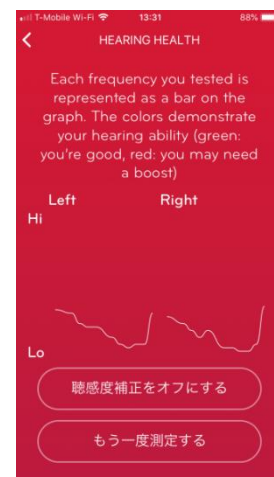 T-Mobile Wi-Fi 13:31 88%
HEARING HEALTH
Each frequency you tested is
represented as a bar on the
graph. The colors demonstrate
your hearing ability (green:
you're good, red: you may need
a boost)
Left Right
Hi
Lo
聴感度補正をオフにする
もう一度測定する